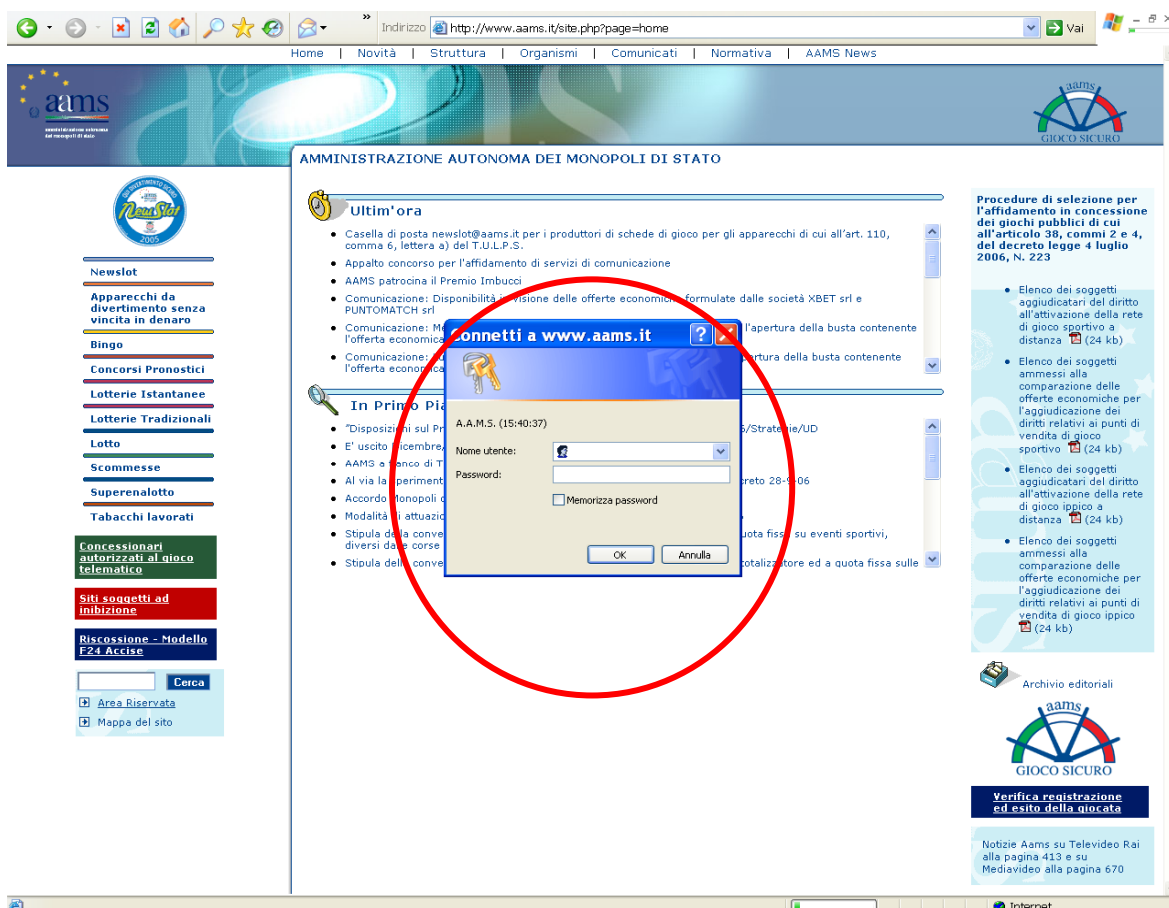 Indirizzo http://www.aams.it/site.php?page=home Vai
Home | Novità | Struttura | Organismi | Comunicati | Normativa | AAMS News
aams
amministrazione autonoma
dei monopoli di stato
aams
GIOCO SICURO
AMMINISTRAZIONE AUTONOMA DEI MONOPOLI DI STATO
NewSlot
2005
Newslot
Apparecchi da
divertimento senza
vincita in denaro
Bingo
Concorsi Pronostici
Lotterie Istantanee
Lotterie Tradizionali
Lotto
Scommesse
Superenalotto
Tabacchi lavorati
Concessionari
autorizzati al gioco
telematico
Siti soggetti ad
inibizione
Riscossione - Modello
F24 Accise
Cerca
Area Riservata
Mappa del sito
Ultim'ora
Casella di posta newslot@aams.it per i produttori di schede di gioco per gli apparecchi di cui all'art. 110,
comma 6, lettera a) del T.U.L.P.S.
Appalto concorso per l'affidamento di servizi di comunicazione
AAMS patrocina il Premio Imbucci
Comunicazione: Disponibilità in visione delle offerte economiche formulate dalle società XBET srl e
PUNTOMATCH srl
Comunicazione: l'apertura della busta contenente
l'offerta economica
Comunicazione: apertura della busta contenente
l'offerta economica
In Primo
"Disposizioni sul /Strategie/UD
E' uscito Dicembre/
AAMS a fianco di
Al via la decreto 28-9-06
Accordo Monopoli
Modalità di
Stipula della quota fissa su eventi sportivi,
diversi dalle corse
Stipula della totalizzatore ed a quota fissa sulle
Connetti a www.aams.it
A.A.M.S. (15:40:37)
Nome utente:
Password:
Memorizza password
OK Annulla
Procedure di selezione per
l'affidamento in concessione
dei giochi pubblici di cui
all'articolo 38, commi 2 e 4,
del decreto legge 4 luglio
2006, N. 223
Elenco dei soggetti
aggiudicatari del diritto
all'attivazione della rete
di gioco sportivo a
distanza (24 kb)
Elenco dei soggetti
ammessi alla
comparazione delle
offerte economiche per
l'aggiudicazione dei
diritti relativi ai punti di
vendita di gioco
sportivo (24 kb)
Elenco dei soggetti
aggiudicatari del diritto
all'attivazione della rete
di gioco ippico a
distanza (24 kb)
Elenco dei soggetti
ammessi alla
comparazione delle
offerte economiche per
l'aggiudicazione dei
diritti relativi ai punti di
vendita di gioco ippico
(24 kb)
Archivio editoriali
aams
GIOCO SICURO
Verifica registrazione
ed esito della giocata
Notizie Aams su Televideo Rai
alla pagina 413 e su
Mediavideo alla pagina 670
Internet